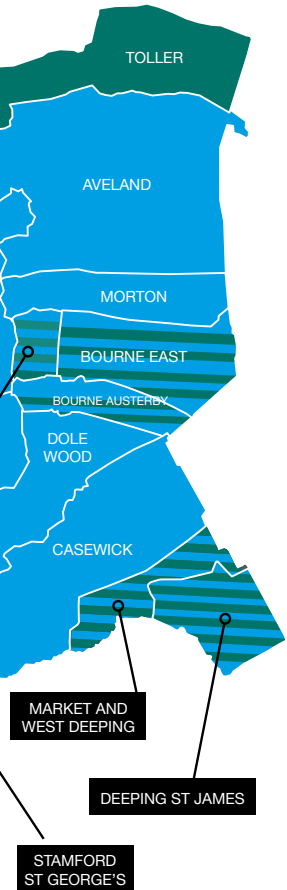 TOLLER
AVELAND
MORTON
BOURNE EAST
BOURNE AUSTERBY
DOLE
WOOD
CASEWICK
MARKET AND
WEST DEEPING
DEEPING ST JAMES
STAMFORD
ST GEORGE'S